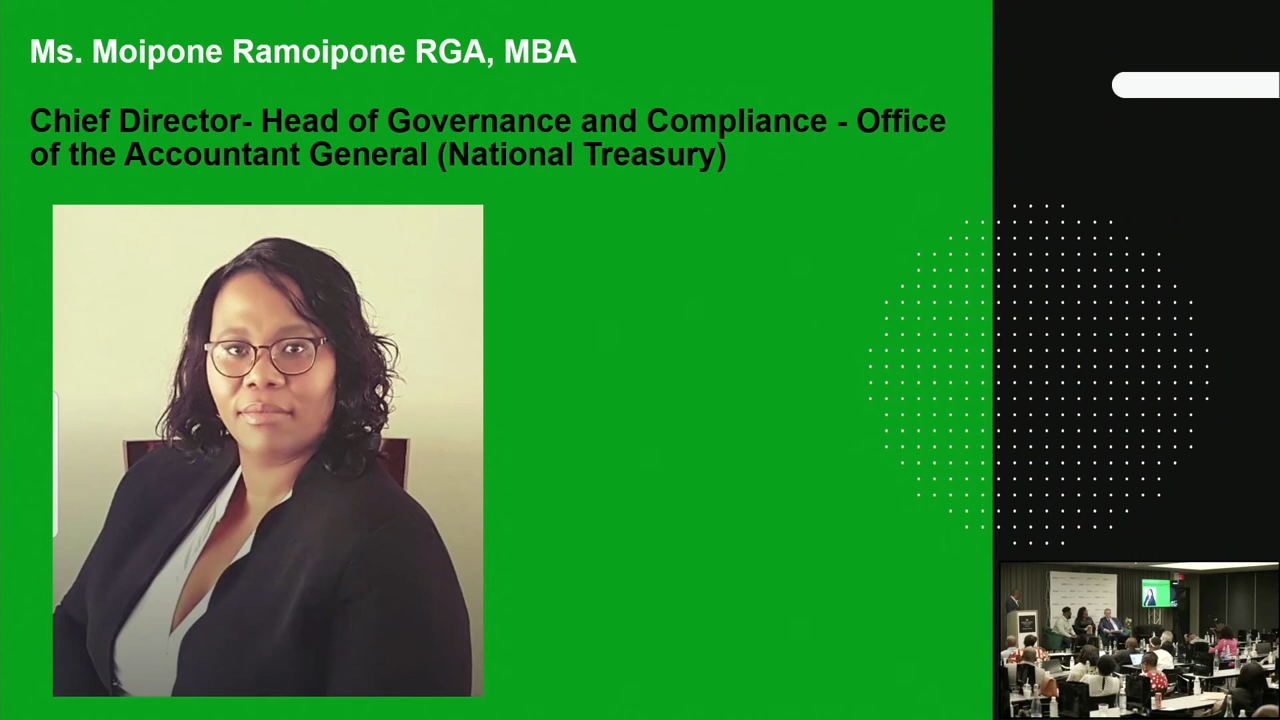 Ms. Moipone Ramoipone RGA, MBA
Chief Director- Head of Governance and Compliance - Office
of the Accountant General (National Treasury)